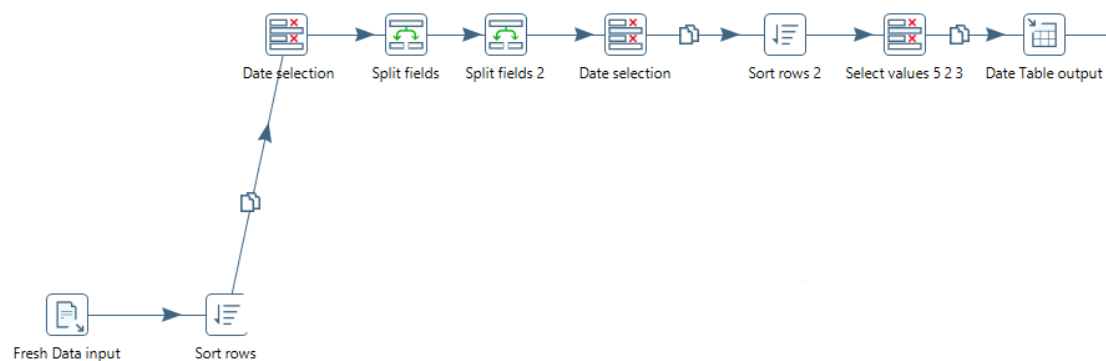 Date selection
Split fields
Split fields 2
Date selection
Sort rows 2
Select values 5 2 3
Date Table output
Fresh Data input
Sort rows